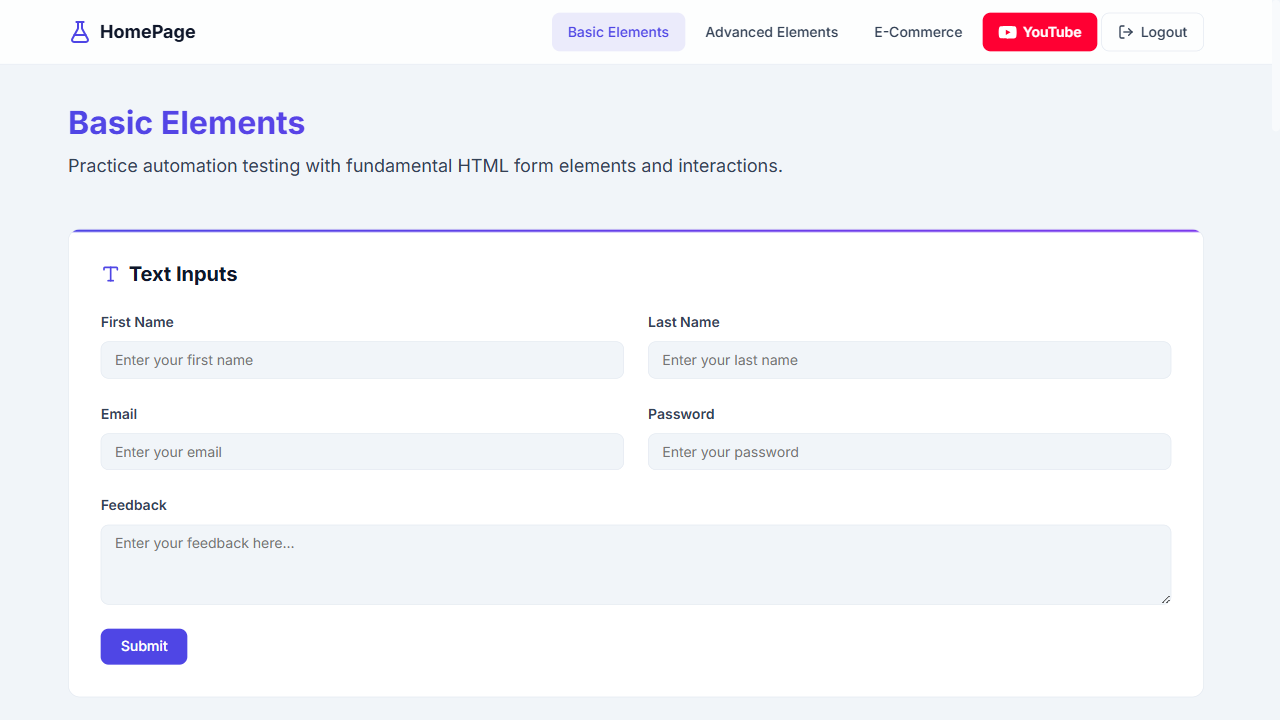 HomePage
Basic Elements
Advanced Elements
E-Commerce
YouTube
Logout
Basic Elements
Practice automation testing with fundamental HTML form elements and interactions.
Text Inputs
First Name
Last Name
Enter your first name
Enter your last name
Email
Password
Enter your email
Enter your password
Feedback
Enter your feedback here...
Submit